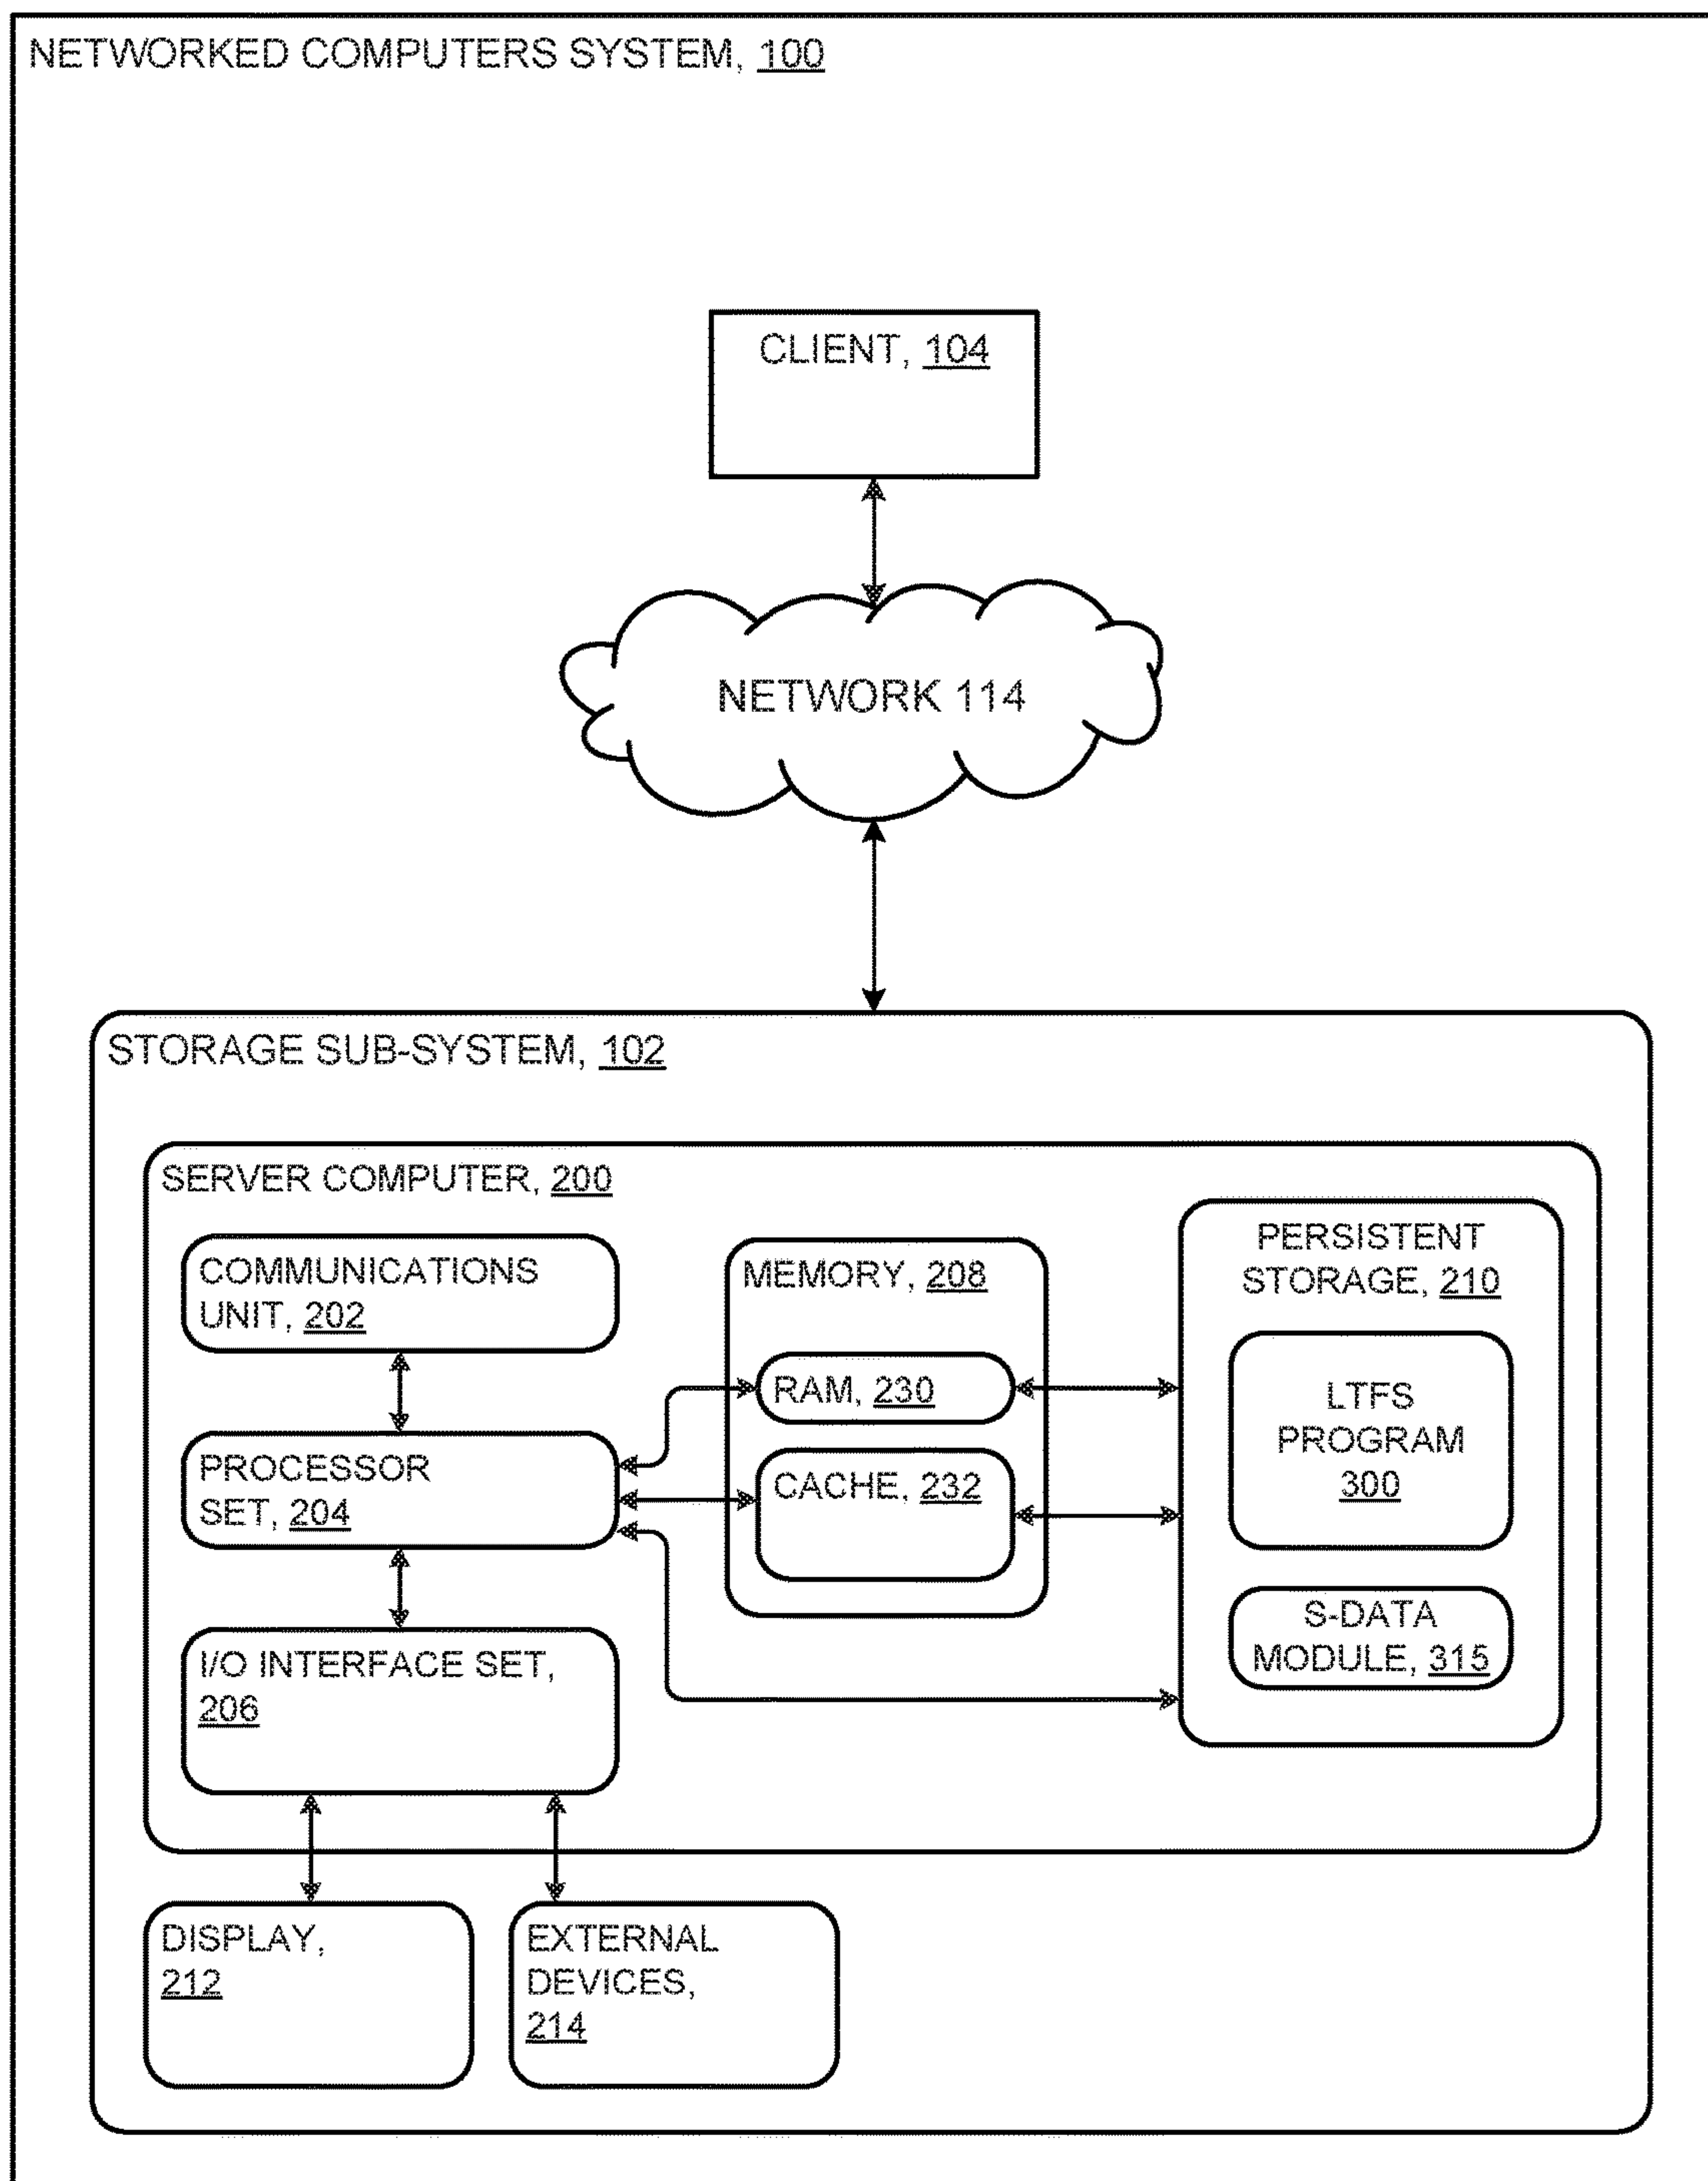 NETWORKED COMPUTERS SYSTEM, 100
CLIENT, 104
NETWORK 114
STORAGE SUB-SYSTEM, 102
SERVER COMPUTER, 200
COMMUNICATIONS
UNIT, 202
PROCESSOR
SET, 204
I/O INTERFACE SET,
206
MEMORY, 208
RAM, 230
CACHE, 232
PERSISTENT
STORAGE, 210
LTFS
PROGRAM
300
S-DATA
MODULE, 315
DISPLAY,
212
EXTERNAL
DEVICES,
214